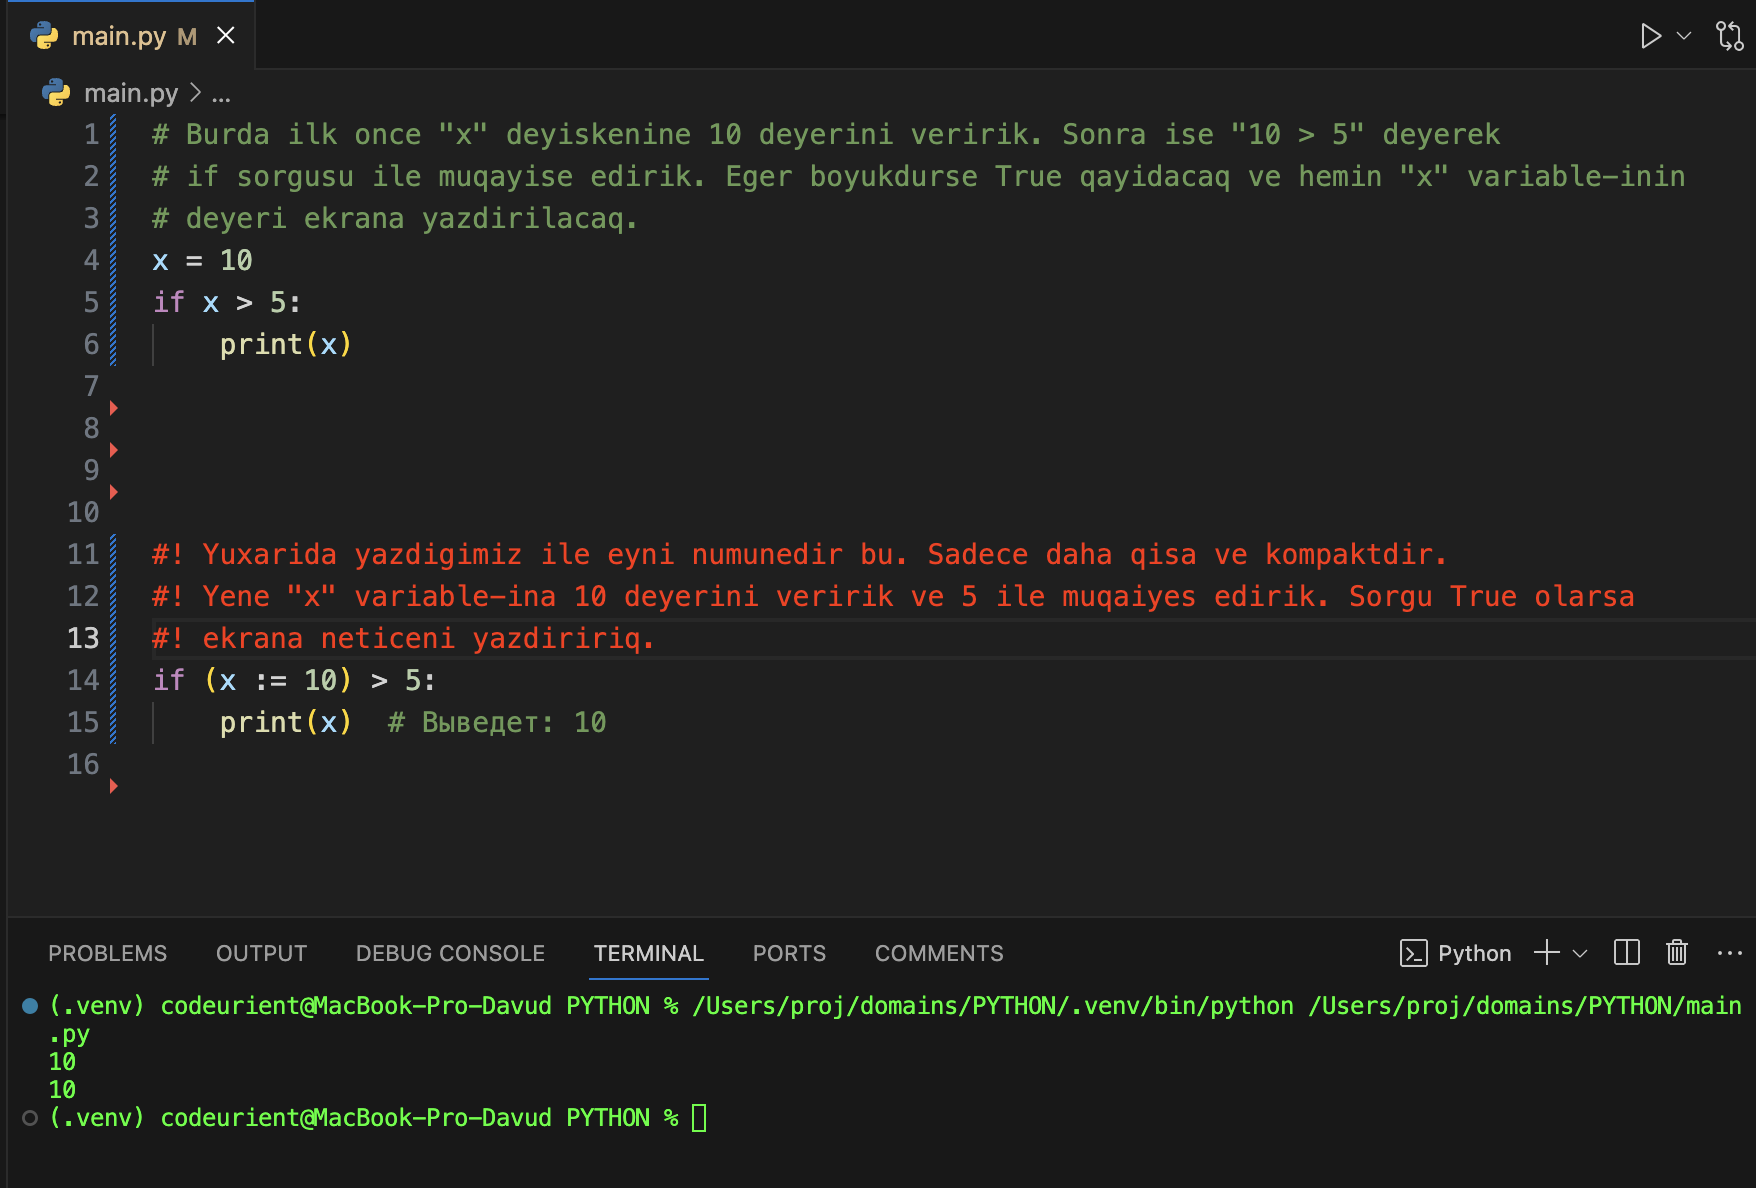 main.py M
main.py > ...
1 # Burda ilk once "x" deyiskenine 10 deyerini veririk. Sonra ise "10 > 5" deyerek
2 # if sorgusu ile muqayise edirik. Eger boyukdurse True qayidacaq ve hemin "x" variable-inin
3 # deyeri ekrana yazdirilacaq.
4 x = 10
5 if x > 5:
6     print(x)
7
8
9
10
11 #! Yuxarida yazdigimiz ile eyni numunedir bu. Sadece daha qisa ve kompaktdir.
12 #! Yene "x" variable-ina 10 deyerini veririk ve 5 ile muqaiyes edirik. Sorgu True olarsa
13 #! ekrana neticeni yazdiririq.
14 if (x := 10) > 5:
15     print(x)  # Выведет: 10
16
PROBLEMS OUTPUT DEBUG CONSOLE TERMINAL PORTS COMMENTS Python
(.venv) codeurient@MacBook-Pro-Davud PYTHON % /Users/proj/domains/PYTHON/.venv/bin/python /Users/proj/domains/PYTHON/main
.py
10
10
(.venv) codeurient@MacBook-Pro-Davud PYTHON %